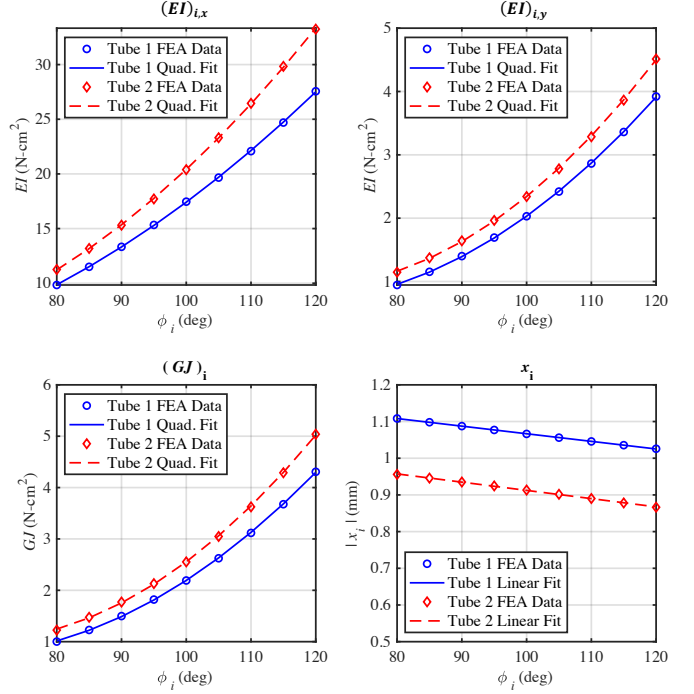 (EI)i,x
30
25
20
15
10
EI (N-cm²)
Tube 1 FEA Data
Tube 1 Quad. Fit
Tube 2 FEA Data
Tube 2 Quad. Fit
80 90 100 110 120
ϕi (deg)
(EI)i,y
5
4
3
2
1
EI (N-cm²)
Tube 1 FEA Data
Tube 1 Quad. Fit
Tube 2 FEA Data
Tube 2 Quad. Fit
80 90 100 110 120
ϕi (deg)
(GJ)i
6
5
4
3
2
1
GJ (N-cm²)
Tube 1 FEA Data
Tube 1 Quad. Fit
Tube 2 FEA Data
Tube 2 Quad. Fit
80 90 100 110 120
ϕi (deg)
xi
1.2
1.1
1
0.9
0.8
0.7
0.6
0.5
|xi| (mm)
Tube 1 FEA Data
Tube 1 Linear Fit
Tube 2 FEA Data
Tube 2 Linear Fit
80 90 100 110 120
ϕi (deg)